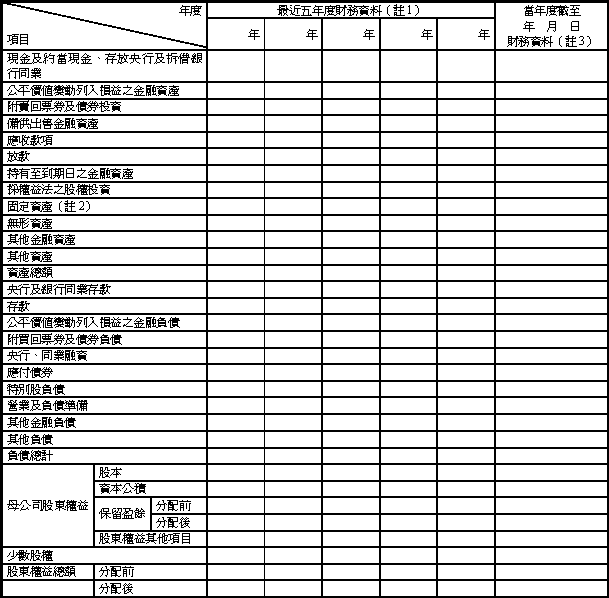 年度
項目
最近五年度財務資料（註1）
年 年 年 年 年
當年度截至
年 月 日
財務資料（註3）
現金及約當現金、存放央行及拆借銀
行同業
公平價值變動列入損益之金融資產
附賣回票券及債券投資
備供出售金融資產
應收款項
放款
持有至到期日之金融資產
採權益法之股權投資
固定資產（註2）
無形資產
其他金融資產
其他資產
資產總額
央行及銀行同業存款
存款
公平價值變動列入損益之金融負債
附買回票券及債券負債
央行、同業融資
應付債券
特別股負債
營業及負債準備
其他金融負債
其他負債
負債總計
母公司股東權益
股本
資本公積
保留盈餘
分配前
分配後
股東權益其他項目
少數股權
股東權益總額
分配前
分配後